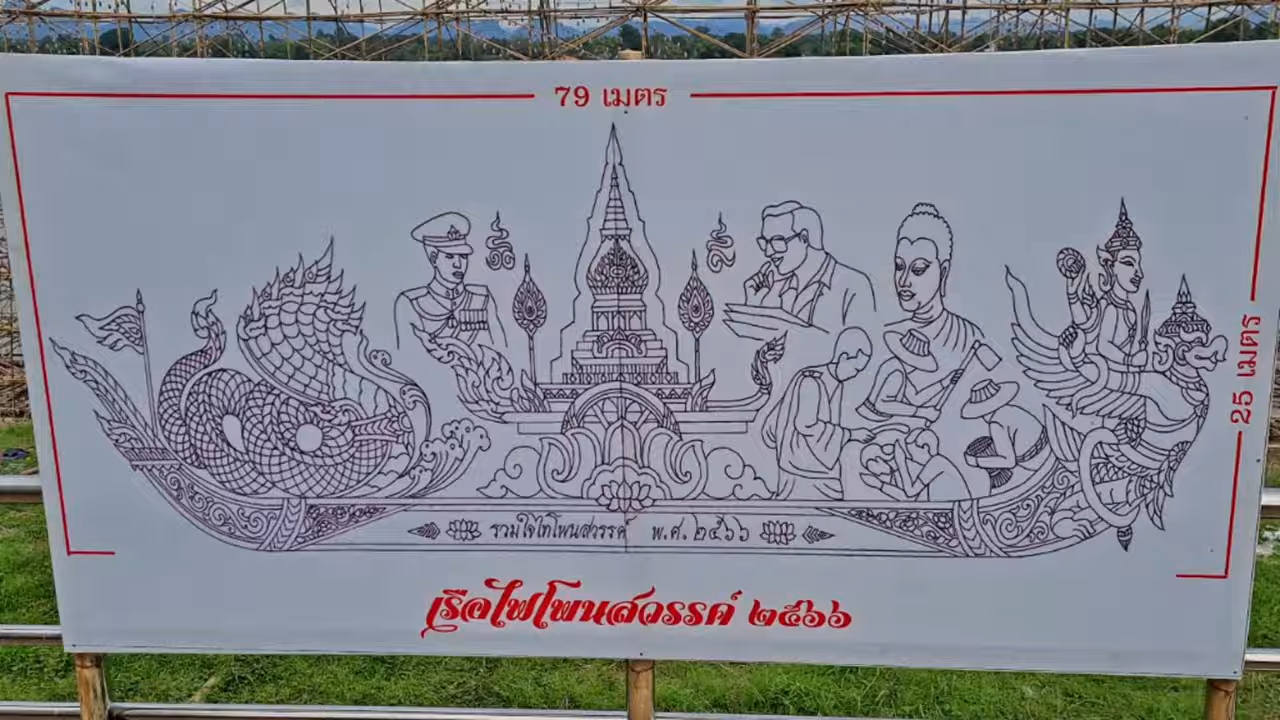 79 เมตร
25 เมตร
รวมใจไทโพนสวรรค์ พ.ศ. ๒๕๖๖
เรือไฟโพนสวรรค์ ๒๕๖๖